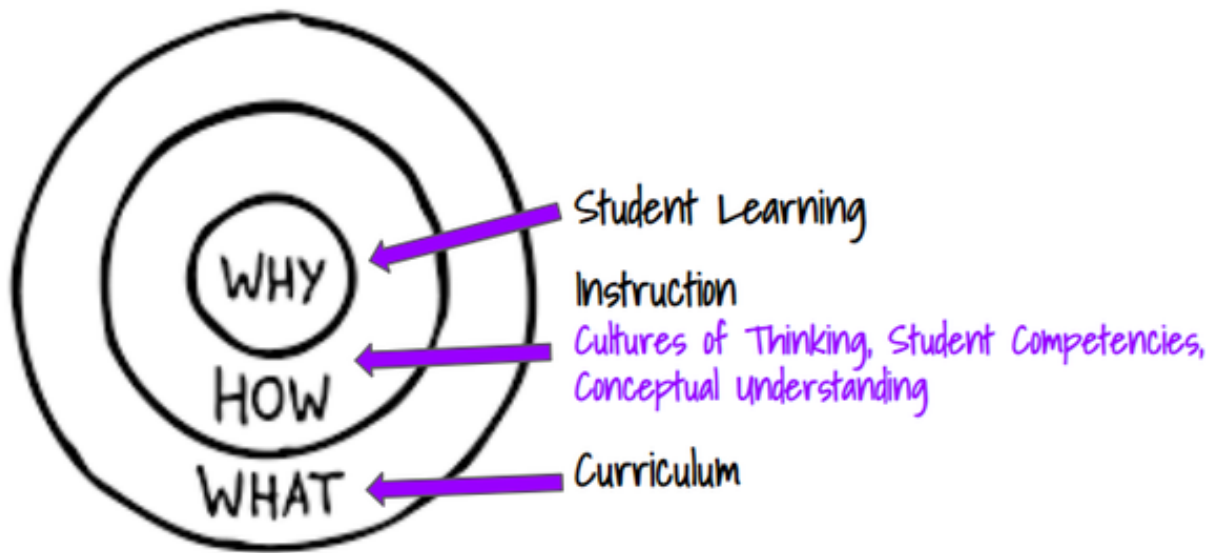 WHY
HOW
WHAT
Student Learning
Instruction
Cultures of Thinking, Student Competencies,
Conceptual Understanding
Curriculum